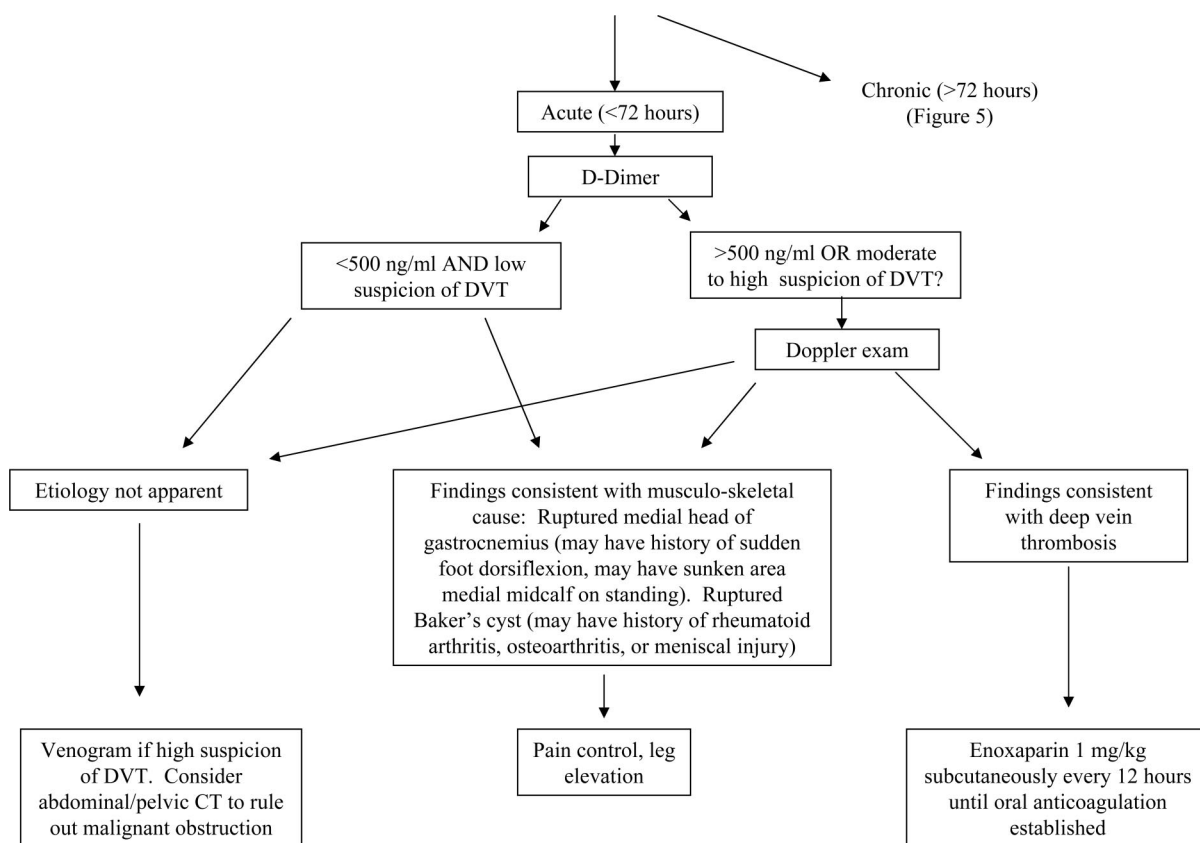 Acute (<72 hours)
Chronic (>72 hours)
(Figure 5)
D-Dimer
<500 ng/ml AND low
suspicion of DVT
>500 ng/ml OR moderate
to high suspicion of DVT?
Doppler exam
Etiology not apparent
Findings consistent with musculo-skeletal
cause: Ruptured medial head of
gastrocnemius (may have history of sudden
foot dorsiflexion, may have sunken area
medial midcalf on standing). Ruptured
Baker's cyst (may have history of rheumatoid
arthritis, osteoarthritis, or meniscal injury)
Findings consistent
with deep vein
thrombosis
Venogram if high suspicion
of DVT. Consider
abdominal/pelvic CT to rule
out malignant obstruction
Pain control, leg
elevation
Enoxaparin 1 mg/kg
subcutaneously every 12 hours
until oral anticoagulation
established